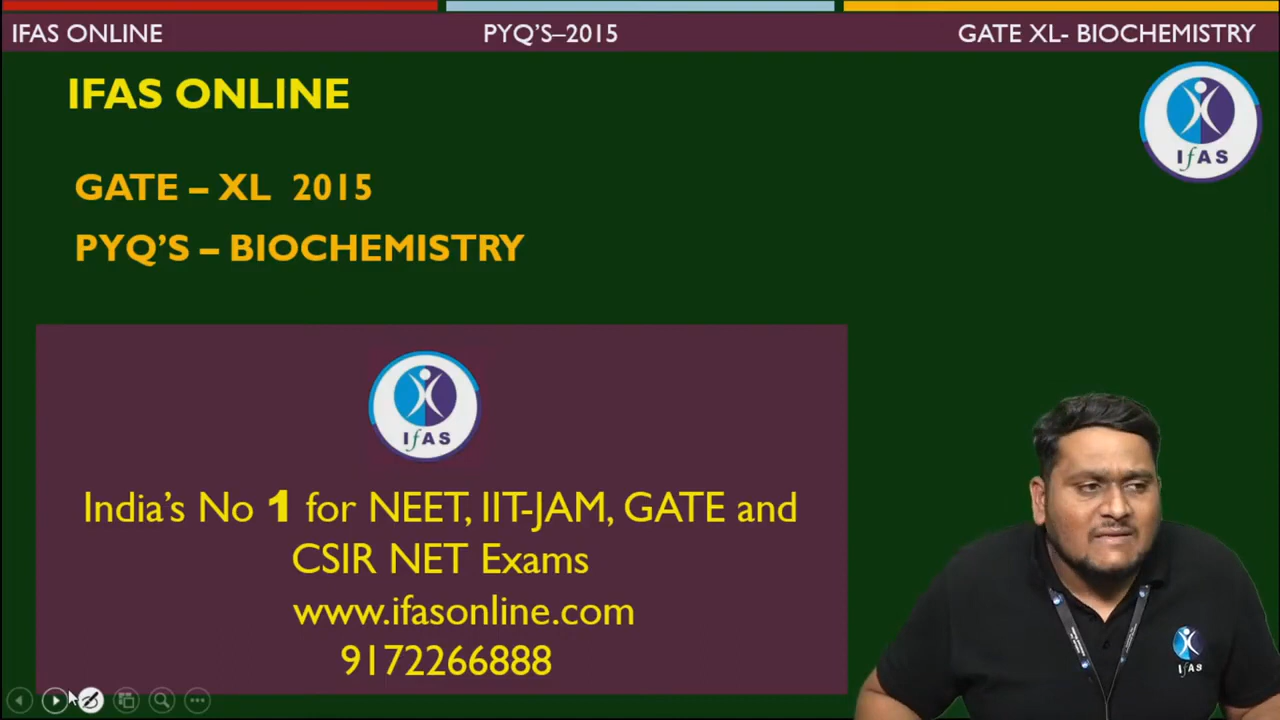 IFAS ONLINE
PYQ'S–2015
GATE XL- BIOCHEMISTRY
IFAS ONLINE
IfAS
GATE – XL 2015
PYQ'S – BIOCHEMISTRY
IfAS
India's No 1 for NEET, IIT-JAM, GATE and
CSIR NET Exams
www.ifasonline.com
9172266888
IfAS